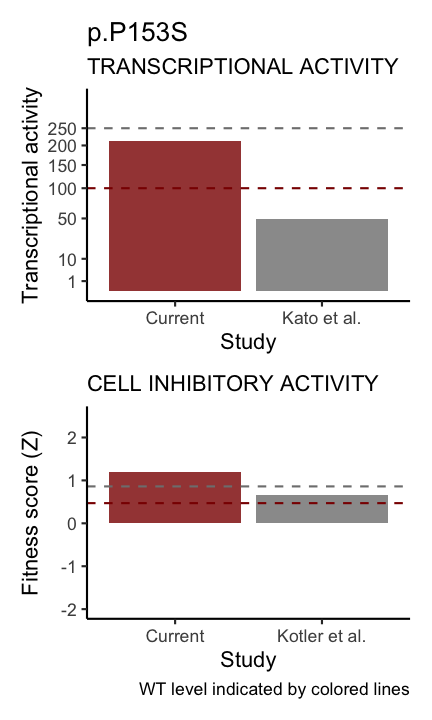 p.P153S
TRANSCRIPTIONAL ACTIVITY
Transcriptional activity
250
200
150
100
50
10
1
Current
Kato et al.
Study
CELL INHIBITORY ACTIVITY
Fitness score (Z)
2
1
0
-1
-2
Current
Kotler et al.
Study
WT level indicated by colored lines